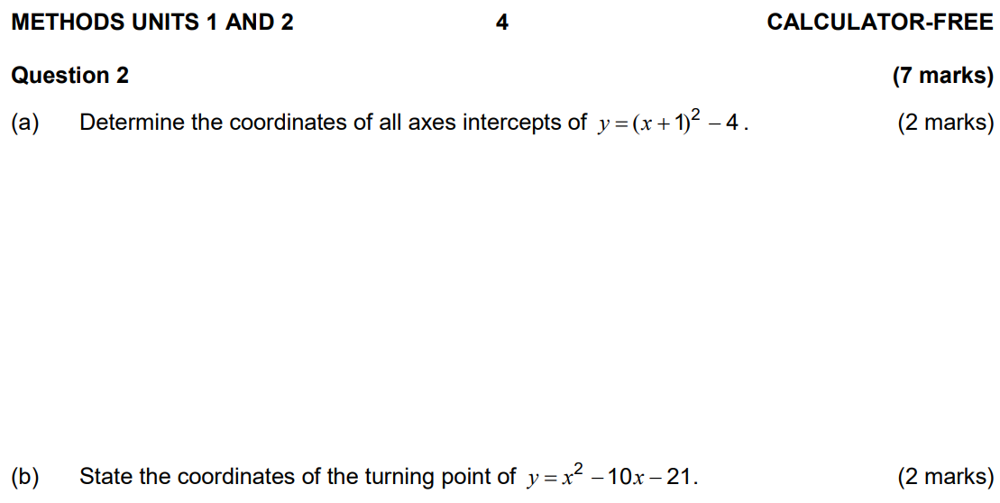 METHODS UNITS 1 AND 2 4 CALCULATOR-FREE
Question 2 (7 marks)
(a) Determine the coordinates of all axes intercepts of y = (x + 1)² – 4 . (2 marks)
(b) State the coordinates of the turning point of y = x² – 10x – 21. (2 marks)